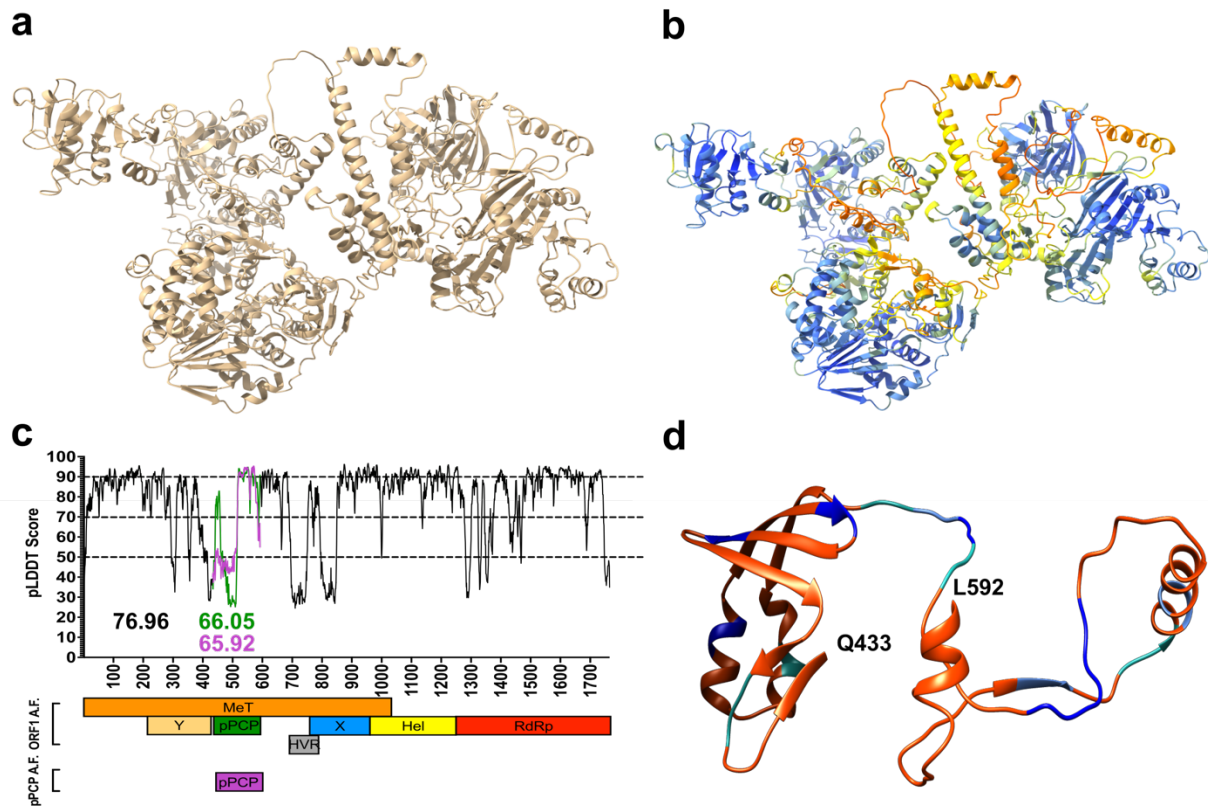 a
b
c
d
pLDDT Score
100
90
80
70
60
50
40
30
20
10
0
76.96
66.05
65.92
100
200
300
400
500
600
700
800
900
1000
1100
1200
1300
1400
1500
1600
1700
pPCP A.F. ORF1 A.F.
MeT
Y
pPCP
X
Hel
RdRp
HVR
pPCP
L592
Q433